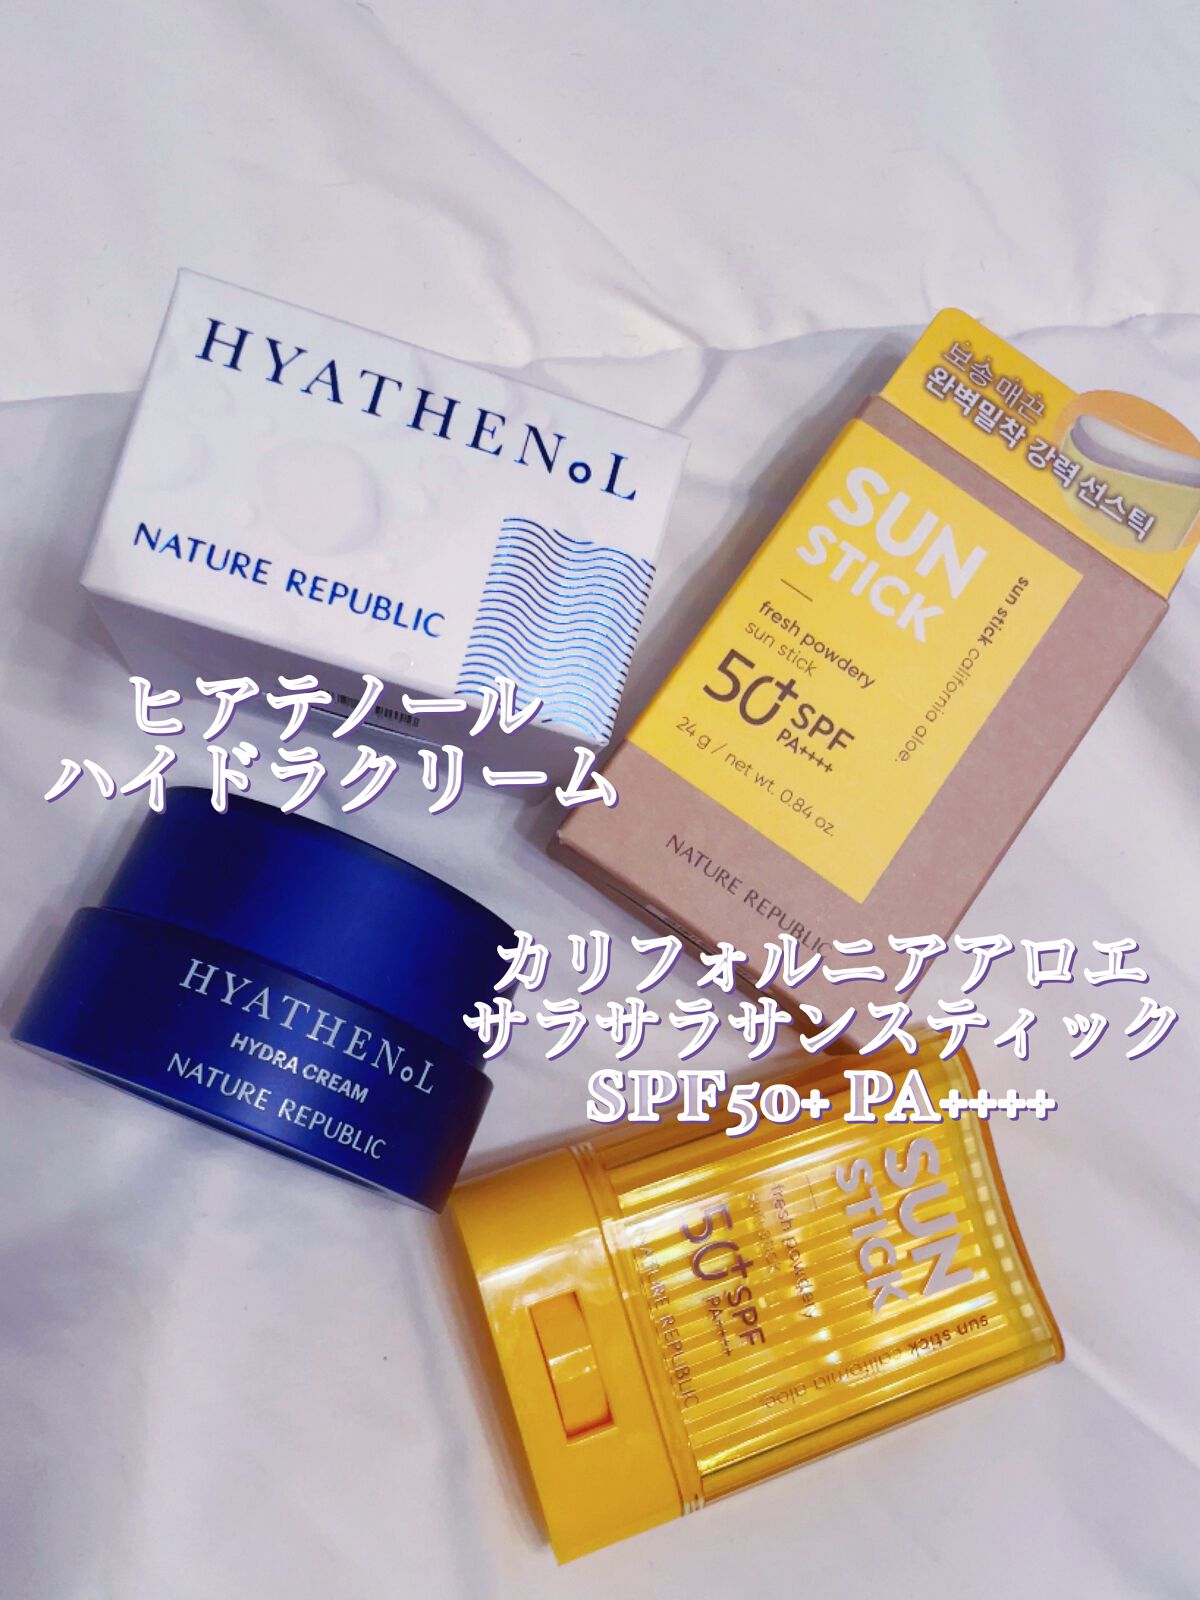 HYATHENoL
NATURE REPUBLIC
보송매끈
완벽밀착 강력 선스틱
SUN
STICK
fresh powdery
sun stick
50+ SPF
PA++++
24 g / net wt. 0.84 oz.
sun stick california aloe.
NATURE REPUBLIC
ヒアテノール
ハイドラクリーム
HYATHENoL
HYDRA CREAM
NATURE REPUBLIC
カリフォルニアアロエ
サラサラサンスティック
SPF50+ PA++++
SUN
STICK
fresh powdery
sun stick
50+ SPF
PA++++
NATURE REPUBLIC
sun stick california aloe.